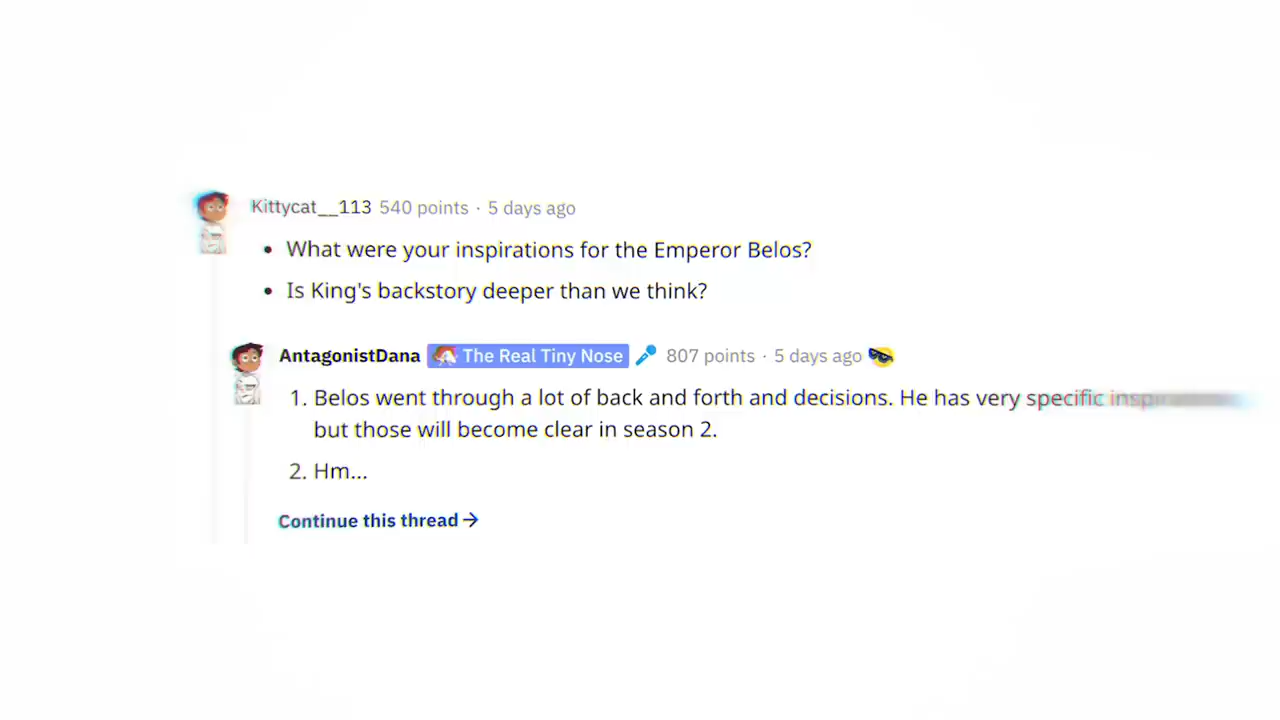 Kittycat__113 540 points · 5 days ago
• What were your inspirations for the Emperor Belos?
• Is King's backstory deeper than we think?
AntagonistDana The Real Tiny Nose 807 points · 5 days ago
1. Belos went through a lot of back and forth and decisions. He has very specific
but those will become clear in season 2.
2. Hm...
Continue this thread →